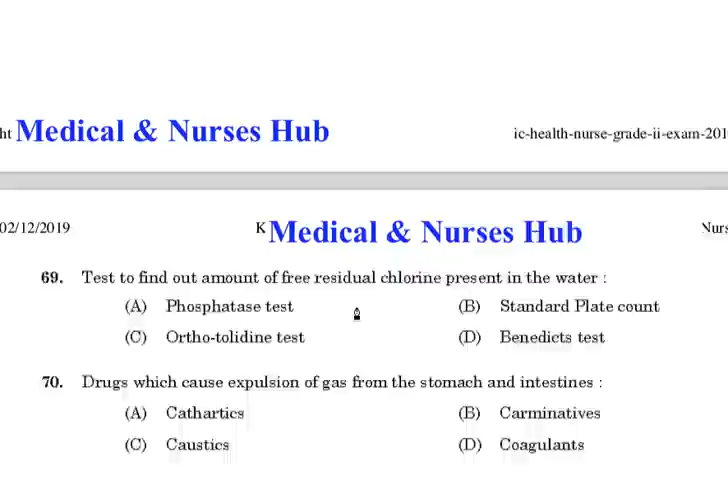 ht Medical & Nurses Hub ic-health-nurse-grade-ii-exam-201
02/12/2019 K Medical & Nurses Hub Nurs
69. Test to find out amount of free residual chlorine present in the water :
(A) Phosphatase test (B) Standard Plate count
(C) Ortho-tolidine test (D) Benedicts test
70. Drugs which cause expulsion of gas from the stomach and intestines :
(A) Cathartics (B) Carminatives
(C) Caustics (D) Coagulants